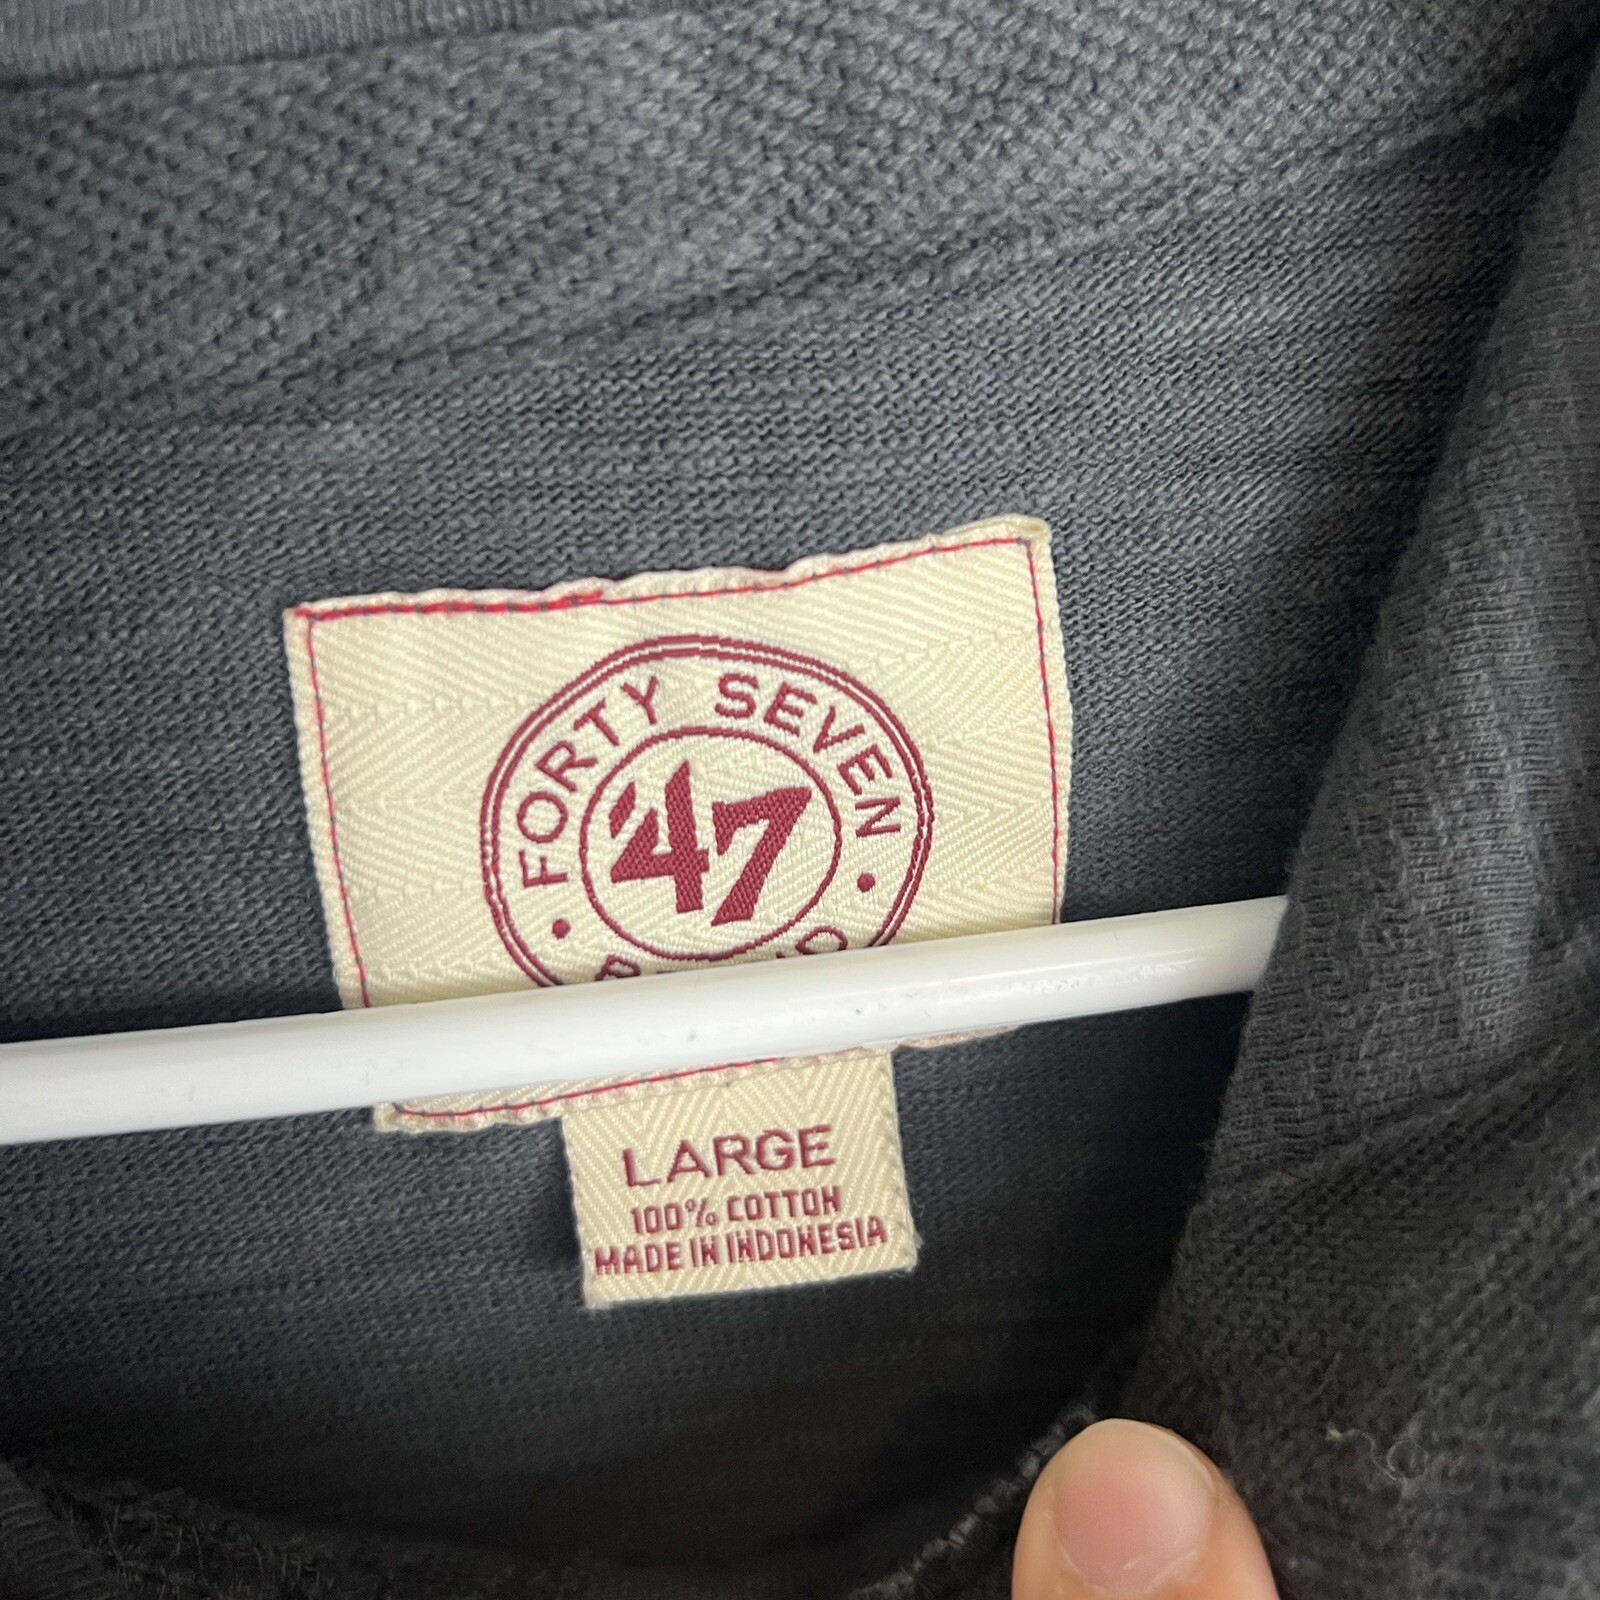 FORTY SEVEN
'47
LARGE
100% COTTON
MADE IN INDONESIA